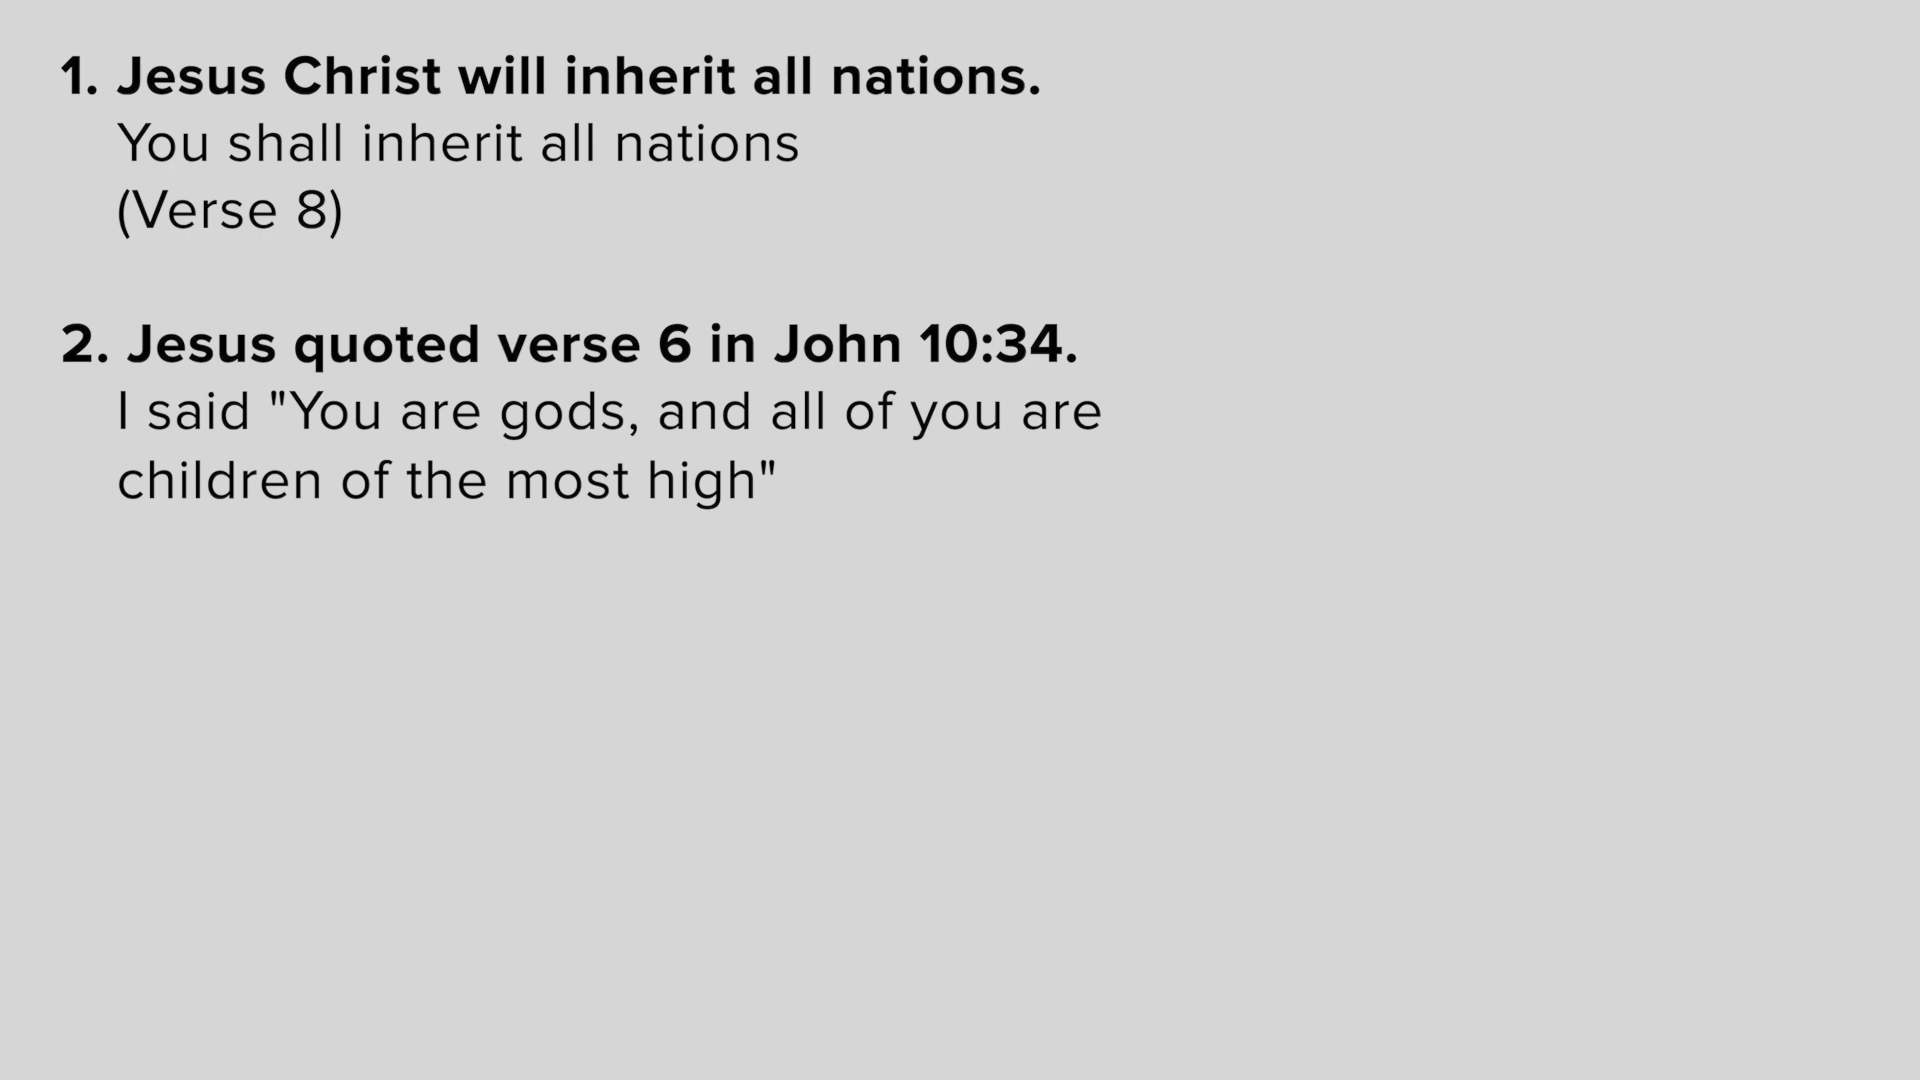 1. Jesus Christ will inherit all nations.
You shall inherit all nations
(Verse 8)
2. Jesus quoted verse 6 in John 10:34.
I said "You are gods, and all of you are
children of the most high"